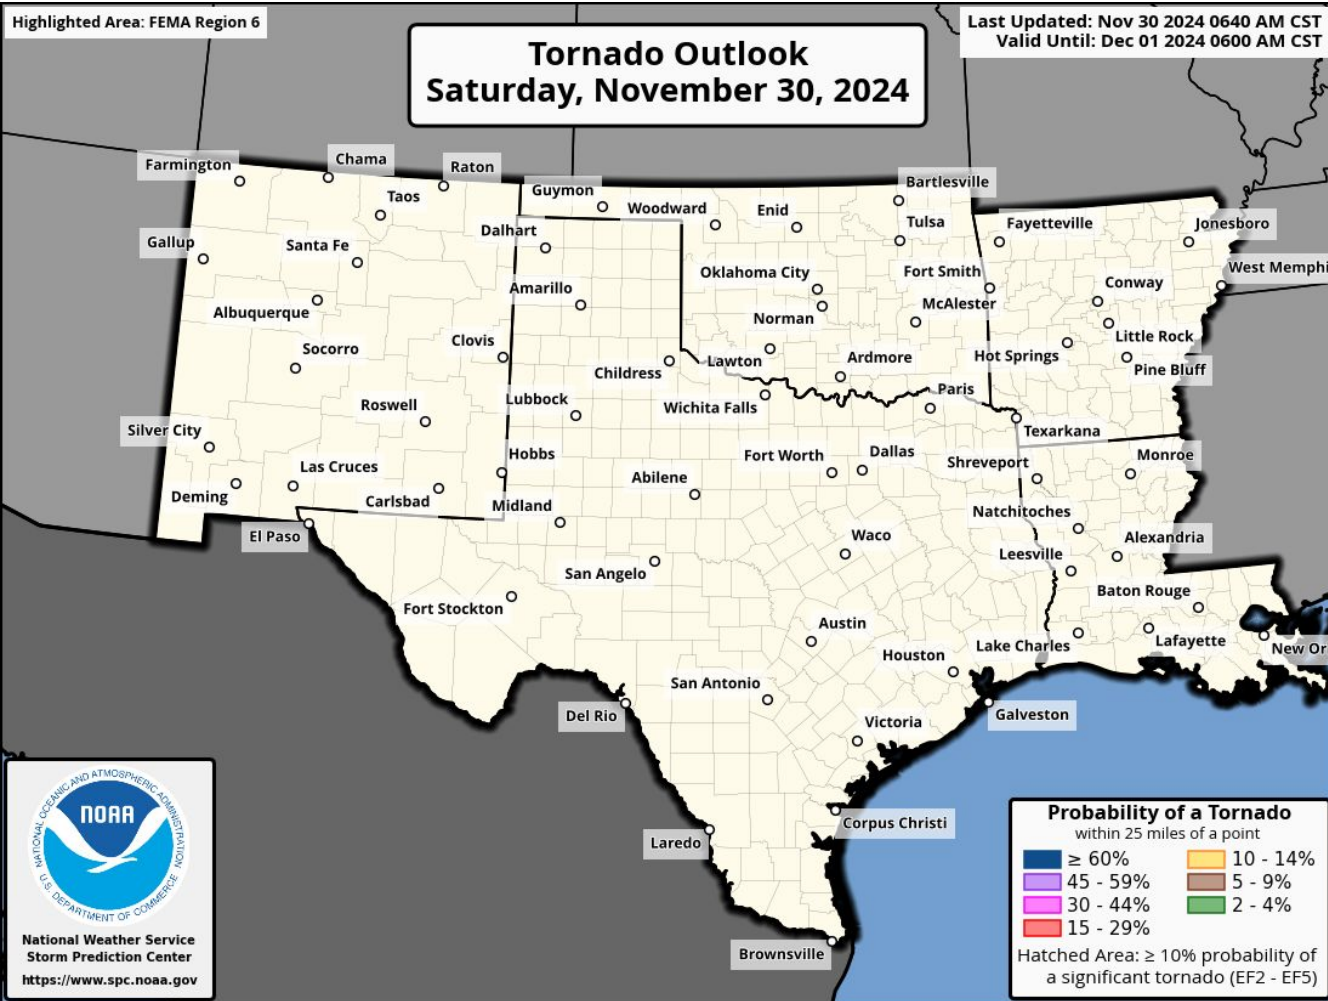 Highlighted Area: FEMA Region 6
Last Updated: Nov 30 2024 0640 AM CST
Valid Until: Dec 01 2024 0600 AM CST
Tornado Outlook
Saturday, November 30, 2024
Farmington
Chama
Raton
Taos
Guymon
Woodward
Enid
Bartlesville
Tulsa
Fayetteville
Jonesboro
Gallup
Santa Fe
Dalhart
Oklahoma City
Fort Smith
West Memphi
Amarillo
Conway
Albuquerque
Norman
McAlester
Socorro
Clovis
Childress
Lawton
Ardmore
Hot Springs
Little Rock
Pine Bluff
Roswell
Lubbock
Wichita Falls
Paris
Silver City
Texarkana
Las Cruces
Hobbs
Abilene
Fort Worth
Dallas
Shreveport
Monroe
Deming
Carlsbad
Midland
Natchitoches
El Paso
Waco
Leesville
Alexandria
San Angelo
Baton Rouge
Fort Stockton
Austin
Lake Charles
Lafayette
New Or
Houston
San Antonio
Del Rio
Victoria
Galveston
Corpus Christi
Laredo
Brownsville
NATIONAL OCEANIC AND ATMOSPHERIC ADMINISTRATION
NOAA
U.S. DEPARTMENT OF COMMERCE
National Weather Service
Storm Prediction Center
https://www.spc.noaa.gov
Probability of a Tornado
within 25 miles of a point
≥ 60%
45 - 59%
30 - 44%
15 - 29%
10 - 14%
5 - 9%
2 - 4%
Hatched Area: ≥ 10% probability of
a significant tornado (EF2 - EF5)